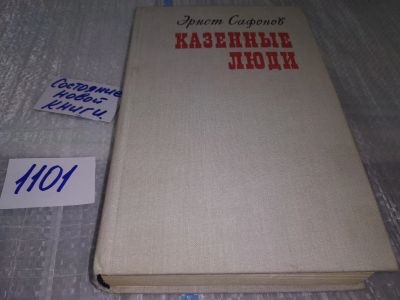 Эрнст Сафонов
КАЗЕННЫЕ
ЛЮДИ
Состояние
новой
книги.
1101